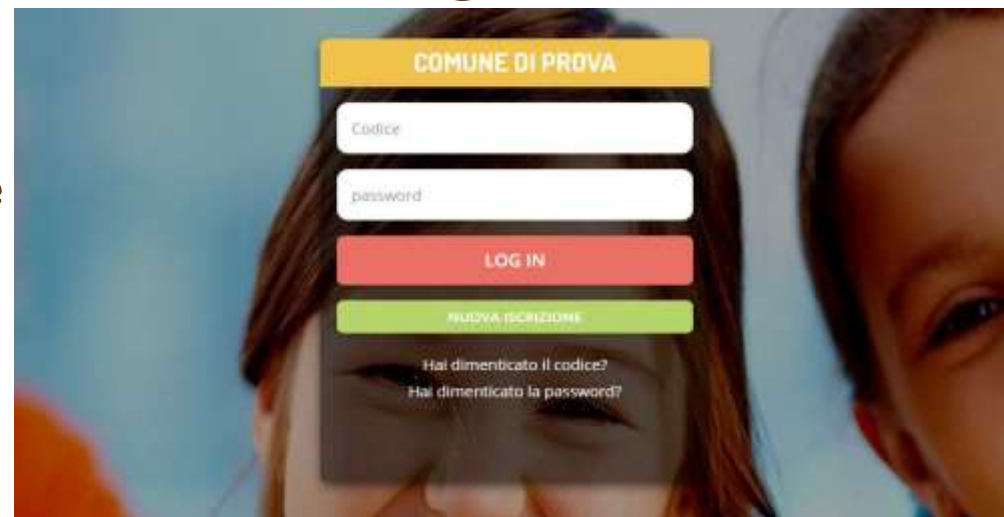 COMUNE DI PROVA
Codice
password
LOG IN
NUOVA ISCRIZIONE
Hai dimenticato il codice?
Hai dimenticato la password?